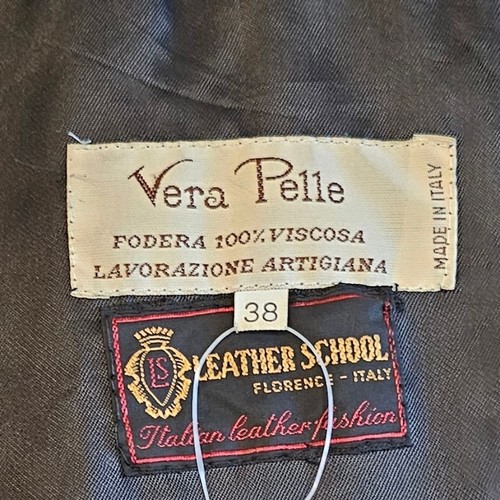 Vera Pelle
FODERA 100% VISCOSA
LAVORAZIONE ARTIGIANA
MADE IN ITALY
38
LS
LEATHER SCHOOL
FLORENCE - ITALY
Italian leather fashion